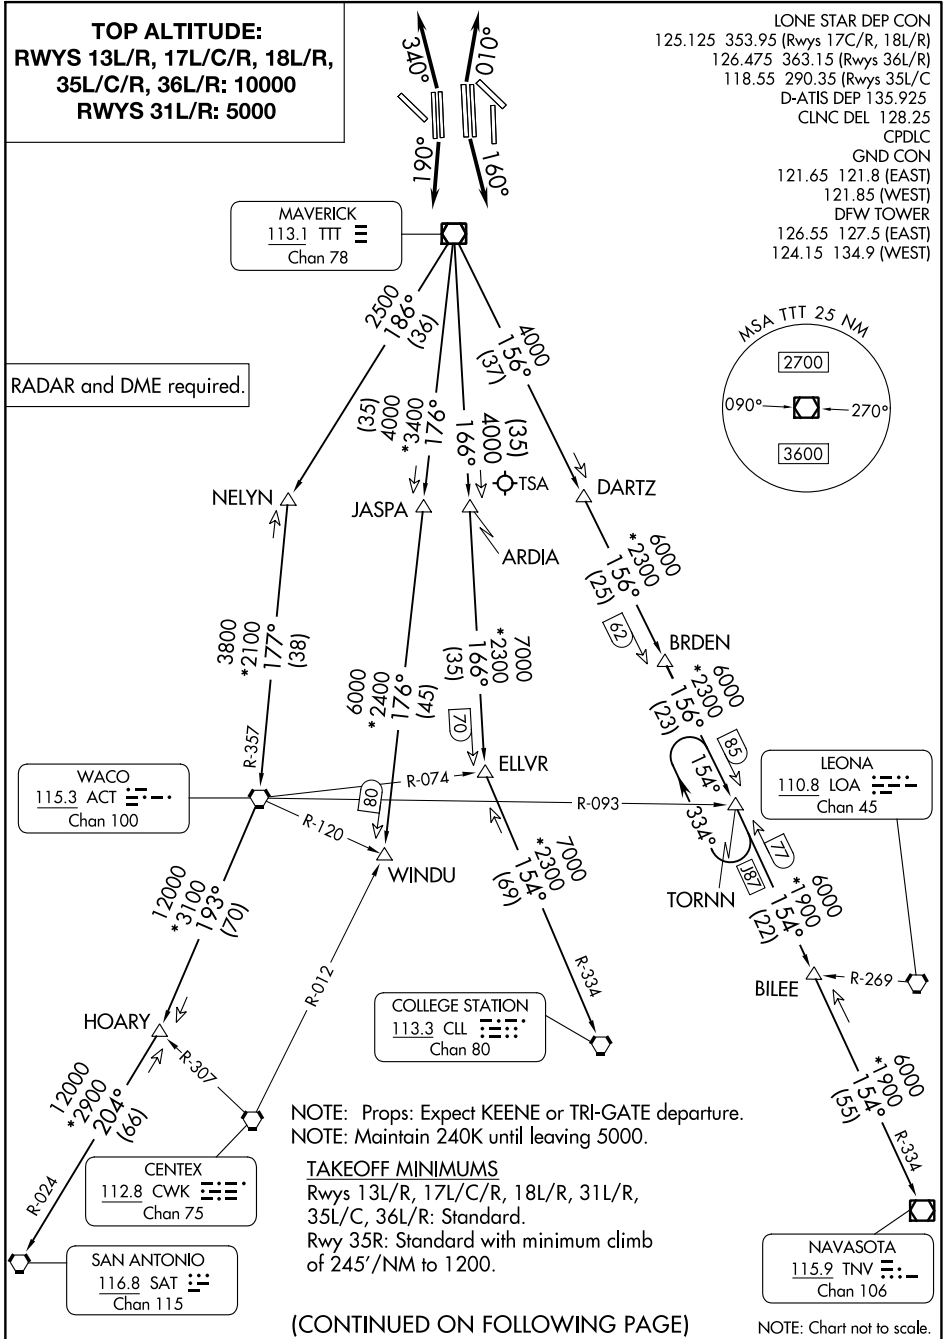 TOP ALTITUDE:
RWYS 13L/R, 17L/C/R, 18L/R,
35L/C/R, 36L/R: 10000
RWYS 31L/R: 5000
LONE STAR DEP CON
125.125 353.95 (Rwys 17C/R, 18L/R)
126.475 363.15 (Rwys 36L/R)
118.55 290.35 (Rwys 35L/C
D-ATIS DEP 135.925
CLNC DEL 128.25
CPDLC
GND CON
121.65 121.8 (EAST)
121.85 (WEST)
DFW TOWER
126.55 127.5 (EAST)
124.15 134.9 (WEST)
340°
010°
190°
160°
MAVERICK
113.1 TTT
Chan 78
MSA TTT 25 NM
2700
090°
270°
3600
RADAR and DME required.
2500
186°
(36)
(35)
4000
*3400
176°
(35)
4000
166°
4000
156°
(37)
NELYN
JASPA
TSA
ARDIA
DARTZ
3800
*2100
177°
(38)
6000
*2400
176°
(45)
7000
*2300
166°
(35)
6000
*2300
156°
(25)
62
BRDEN
6000
*2300
156°
(23)
85
R-357
70
ELLVR
R-074
80
154°
334°
WACO
115.3 ACT
Chan 100
R-093
R-120
WINDU
LEONA
110.8 LOA
Chan 45
77
J87
TORNN
6000
*1900
154°
(22)
12000
*3100
193°
(70)
7000
*2300
154°
(69)
R-334
R-012
BILEE
R-269
HOARY
COLLEGE STATION
113.3 CLL
Chan 80
R-307
12000
*2900
204°
(66)
R-024
6000
*1900
154°
(55)
R-334
NOTE: Props: Expect KEENE or TRI-GATE departure.
NOTE: Maintain 240K until leaving 5000.
CENTEX
112.8 CWK
Chan 75
TAKEOFF MINIMUMS
Rwys 13L/R, 17L/C/R, 18L/R, 31L/R,
35L/C, 36L/R: Standard.
Rwy 35R: Standard with minimum climb
of 245'/NM to 1200.
SAN ANTONIO
116.8 SAT
Chan 115
NAVASOTA
115.9 TNV
Chan 106
(CONTINUED ON FOLLOWING PAGE)
NOTE: Chart not to scale.